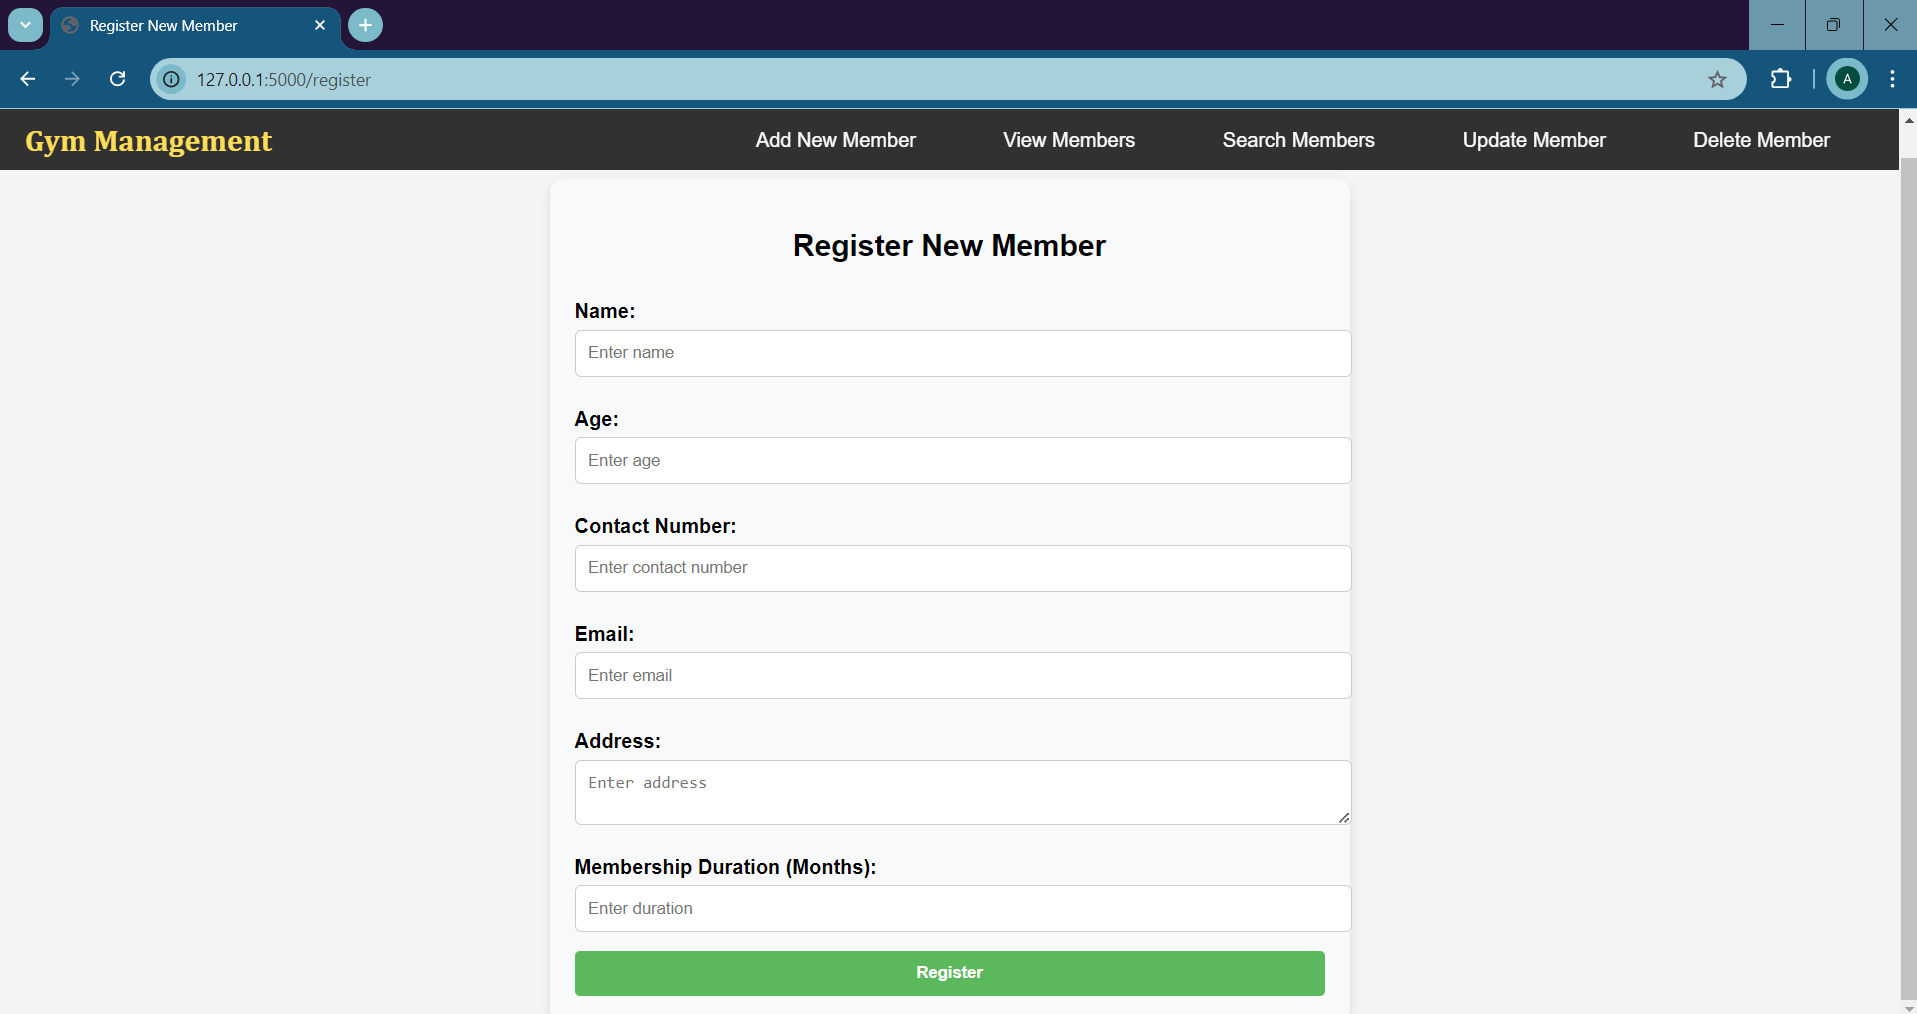 Register New Member
127.0.0.1:5000/register
A
Gym Management Add New Member View Members Search Members Update Member Delete Member
Register New Member
Name:
Enter name
Age:
Enter age
Contact Number:
Enter contact number
Email:
Enter email
Address:
Enter address
Membership Duration (Months):
Enter duration
Register